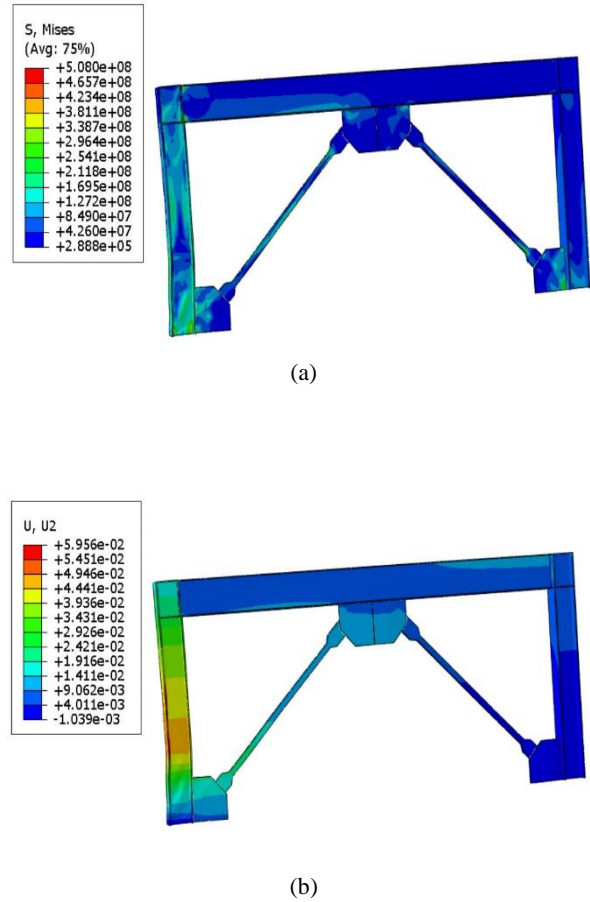 S, Mises
(Avg: 75%)
+5.080e+08
+4.657e+08
+4.234e+08
+3.811e+08
+3.387e+08
+2.964e+08
+2.541e+08
+2.118e+08
+1.695e+08
+1.272e+08
+8.490e+07
+4.260e+07
+2.888e+05
(a)
U, U2
+5.956e-02
+5.451e-02
+4.946e-02
+4.441e-02
+3.936e-02
+3.431e-02
+2.926e-02
+2.421e-02
+1.916e-02
+1.411e-02
+9.062e-03
+4.011e-03
-1.039e-03
(b)